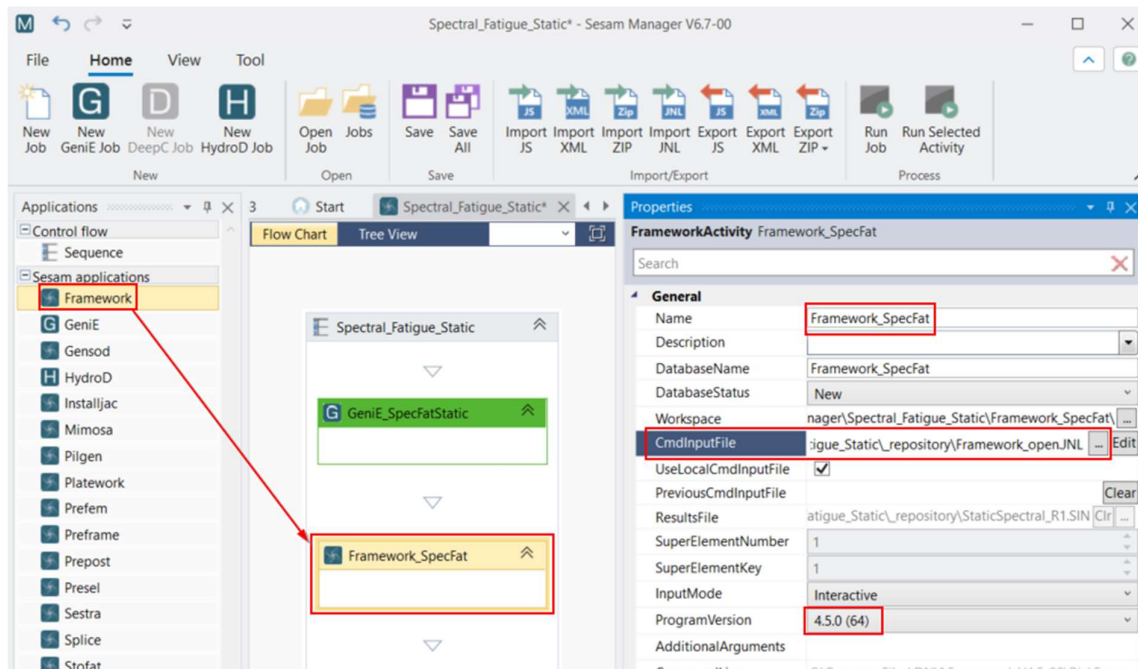 Spectral_Fatigue_Static* - Sesam Manager V6.7-00
File Home View Tool
New Job New GeniE Job New DeepC Job New HydroD Job Open Job Jobs Save Save All Import JS Import XML Import ZIP Import JNL Export JS Export XML Export ZIP Run Job Run Selected Activity
New Open Save Import/Export Process
Applications
Control flow
Sequence
Sesam applications
Framework
GeniE
Gensod
HydroD
Installjac
Mimosa
Pilgen
Platework
Prefem
Preframe
Prepost
Presel
Sestra
Splice
Stofat
3 Start Spectral_Fatigue_Static*
Flow Chart Tree View
Spectral_Fatigue_Static
GeniE_SpecFatStatic
Framework_SpecFat
Properties
FrameworkActivity Framework_SpecFat
Search
General
Name Framework_SpecFat
Description
DatabaseName Framework_SpecFat
DatabaseStatus New
Workspace nager\Spectral_Fatigue_Static\Framework_SpecFat\ ...
CmdInputFile tigue_Static\_repository\Framework_openJNL ... Edit
UseLocalCmdInputFile
PreviousCmdInputFile Clear
ResultsFile atigue_Static\_repository\StaticSpectral_R1.SIN Clr ...
SuperElementNumber 1
SuperElementKey 1
InputMode Interactive
ProgramVersion 4.5.0 (64)
AdditionalArguments